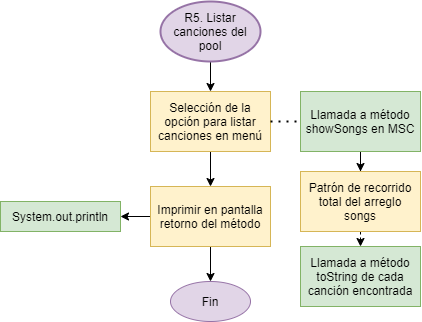 R5. Listar
canciones del
pool
Selección de la
opción para listar
canciones en menú
Llamada a método
showSongs en MSC
Patrón de recorrido
total del arreglo
songs
Imprimir en pantalla
retorno del método
System.out.println
Llamada a método
toString de cada
canción encontrada
Fin